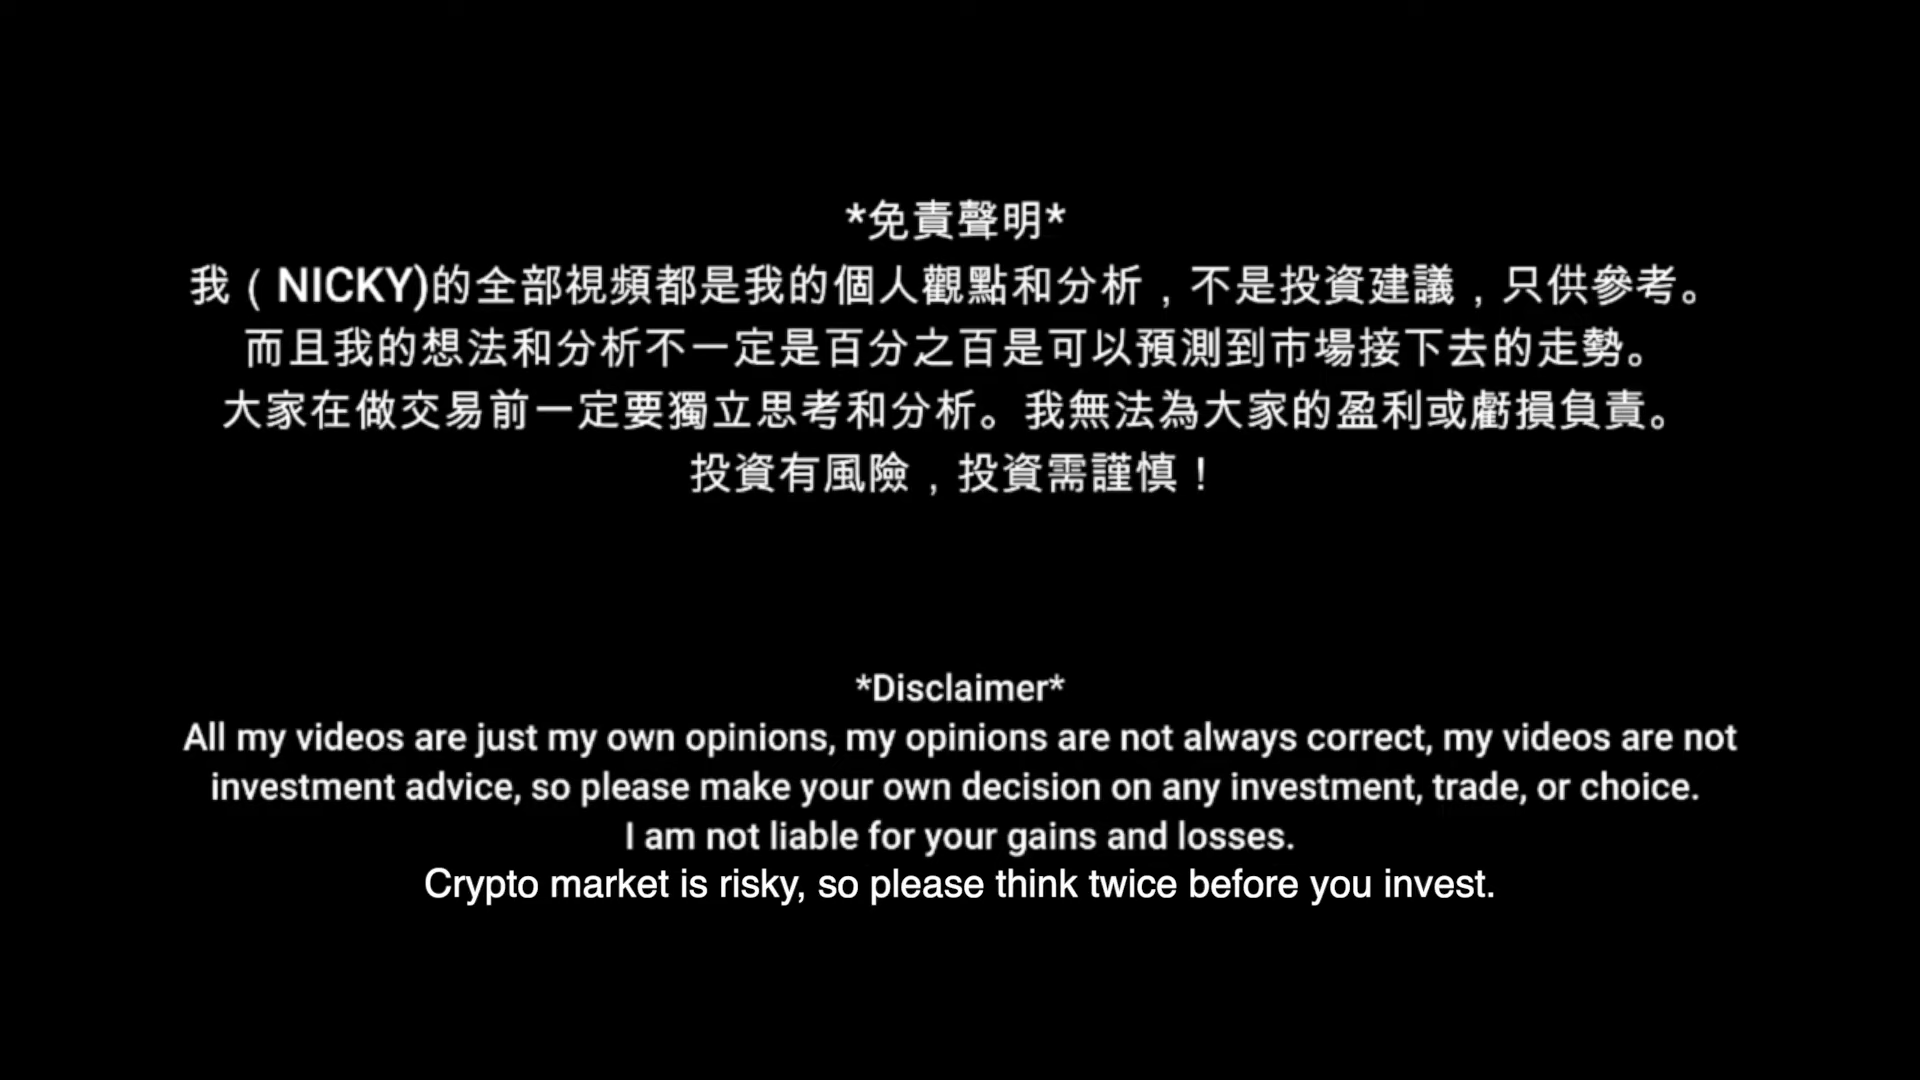 *免責聲明*
我（NICKY)的全部視頻都是我的個人觀點和分析，不是投資建議，只供參考。
而且我的想法和分析不一定是百分之百是可以預測到市場接下去的走勢。
大家在做交易前一定要獨立思考和分析。我無法為大家的盈利或虧損負責。
投資有風險，投資需謹慎！
*Disclaimer*
All my videos are just my own opinions, my opinions are not always correct, my videos are not
investment advice, so please make your own decision on any investment, trade, or choice.
I am not liable for your gains and losses.
Crypto market is risky, so please think twice before you invest.